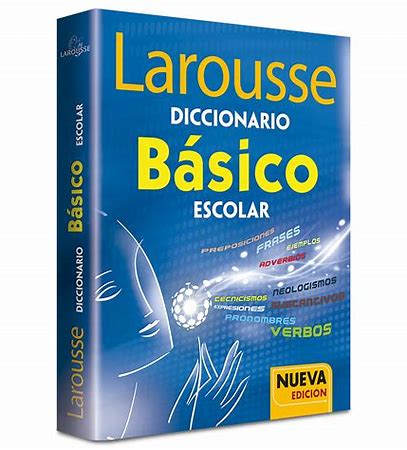 LAROUSSE
Larousse DICCIONARIO Básico ESCOLAR
Larousse
DICCIONARIO
Básico
ESCOLAR
PREPOSICIONES
FRASES
EJEMPLOS
ADVERBIOS
NEOLOGISMOS
TECNICISMOS
SUSTANTIVOS
EXPRESIONES
PRONOMBRES
VERBOS
NUEVA
EDICIÓN